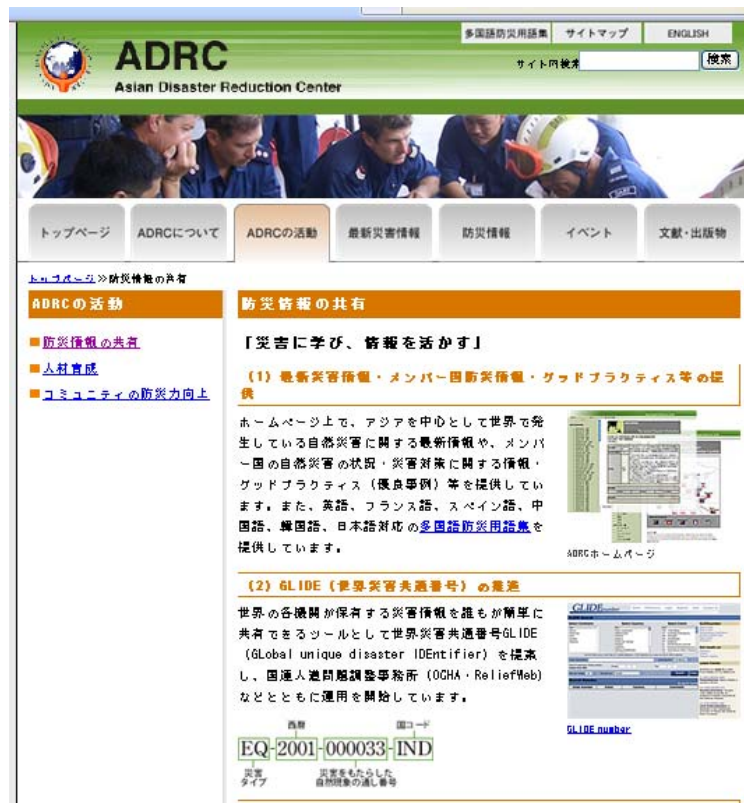 多国語防災用語集 サイトマップ ENGLISH
ADRC
Asian Disaster Reduction Center
サイト内検索
検索
トップページ ADRCについて ADRCの活動 最新災害情報 防災情報 イベント 文献・出版物
トップページ≫防災情報の共有
ADRCの活動
防災情報の共有
人材育成
コミュニティの防災力向上
防災情報の共有
「災害に学び、情報を活かす」
(1) 最新災害情報・メンバー国防災情報・グッドプラクティス等の提
供
ホームページ上で、アジアを中心として世界で発
生している自然災害に関する最新情報や、メンバ
ー国の自然災害の状況・災害対策に関する情報・
グッドプラクティス（優良事例）等を提供してい
ます。また、英語、フランス語、スペイン語、中
国語、韓国語、日本語対応の多国語防災用語集を
提供しています。
ADRCホームページ
(2) GLIDE（世界災害共通番号）の推進
世界の各機関が保有する災害情報を誰もが簡単に
共有できるツールとして世界災害共通番号GLIDE
（GLobal unique disaster IDEntifier）を提案
し、国連人道問題調整事務所（OCHA・ReliefWeb）
などとともに運用を開始しています。
GLIDEnumber
GLIDE number
西暦 国コード
EQ-2001-000033-IND
災害
タイプ
災害をもたらした
自然現象の通し番号